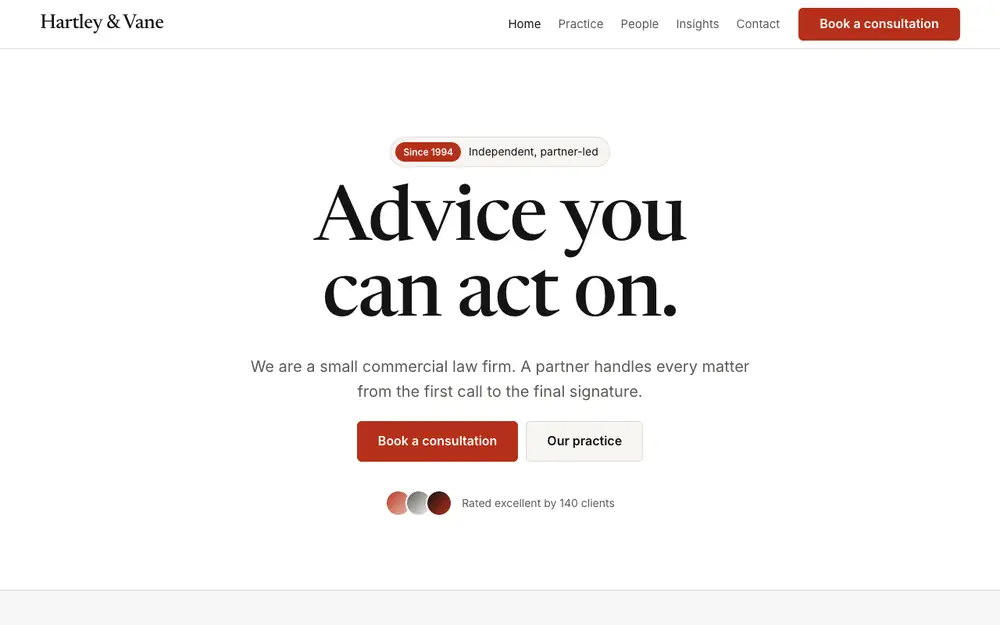 Hartley & Vane
Home
Practice
People
Insights
Contact
Book a consultation
Since 1994
Independent, partner-led
Advice you
can act on.
We are a small commercial law firm. A partner handles every matter
from the first call to the final signature.
Book a consultation
Our practice
Rated excellent by 140 clients